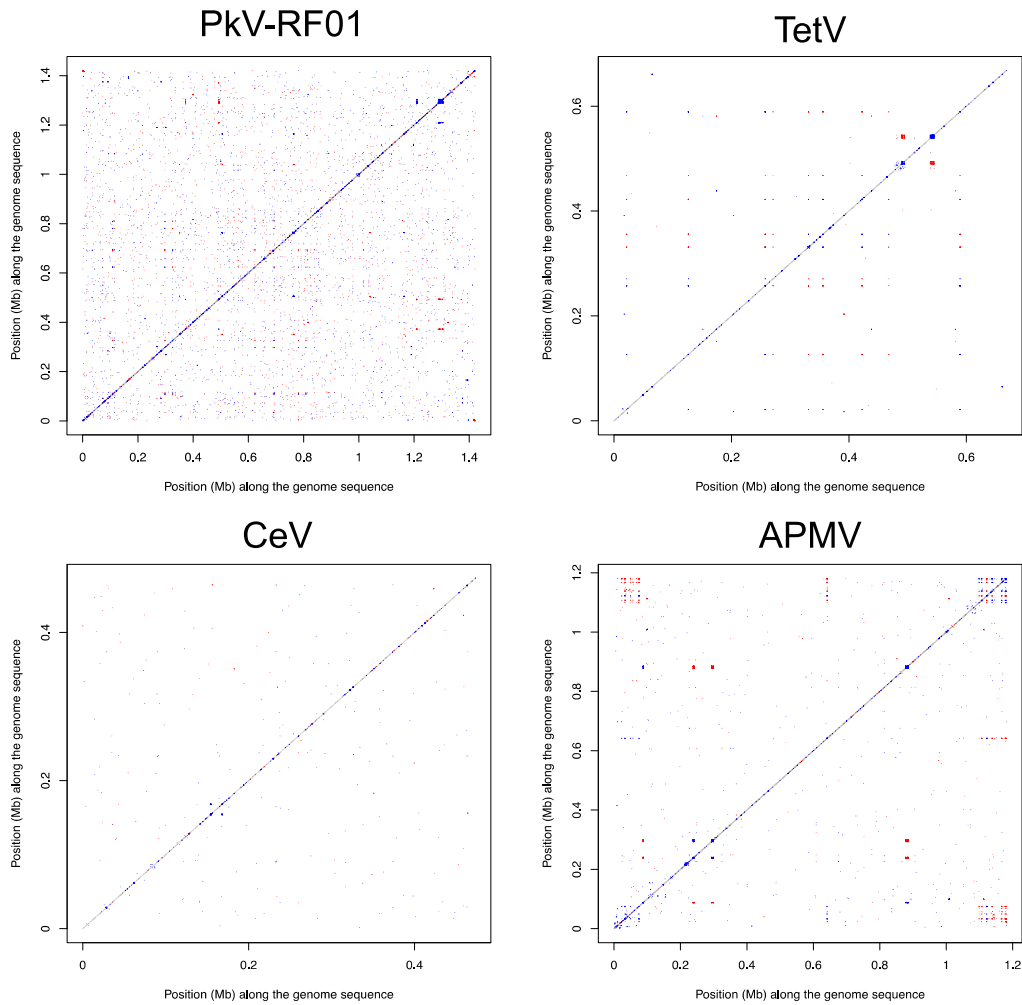 PkV-RF01
TetV
Position (Mb) along the genome sequence
0 0.2 0.4 0.6 0.8 1 1.2 1.4
0 0.2 0.4 0.6 0.8 1 1.2 1.4
Position (Mb) along the genome sequence
Position (Mb) along the genome sequence
0 0.2 0.4 0.6
0 0.2 0.4 0.6
Position (Mb) along the genome sequence
CeV
APMV
Position (Mb) along the genome sequence
0 0.2 0.4
0 0.2 0.4
Position (Mb) along the genome sequence
Position (Mb) along the genome sequence
0 0.2 0.4 0.6 0.8 1 1.2
0 0.2 0.4 0.6 0.8 1 1.2
Position (Mb) along the genome sequence